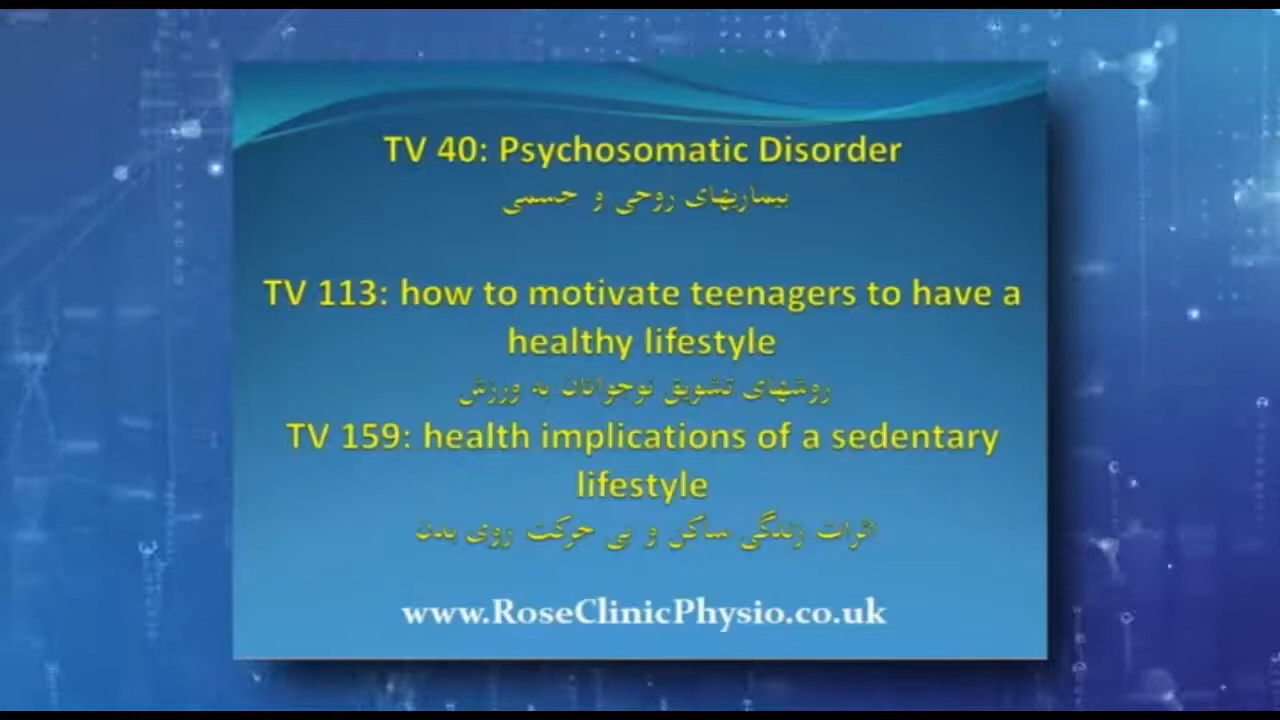 TV 40: Psychosomatic Disorder
بیماریهای روحی و جسمی
TV 113: how to motivate teenagers to have a
healthy lifestyle
روشهای تشویق نوجوانان به ورزش
TV 159: health implications of a sedentary
lifestyle
اثرات زندگی ساکن و بی حرکت روی بدن
www.RoseClinicPhysio.co.uk